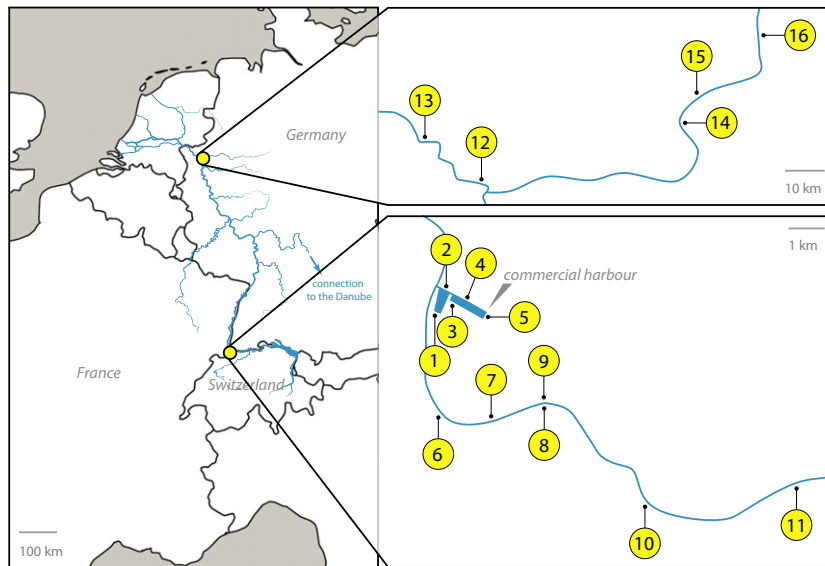 Germany
connection
to the Danube
France
Switzerland
100 km
16
15
13
14
12
10 km
1 km
2
4
commercial harbour
5
3
1
9
7
8
6
11
10